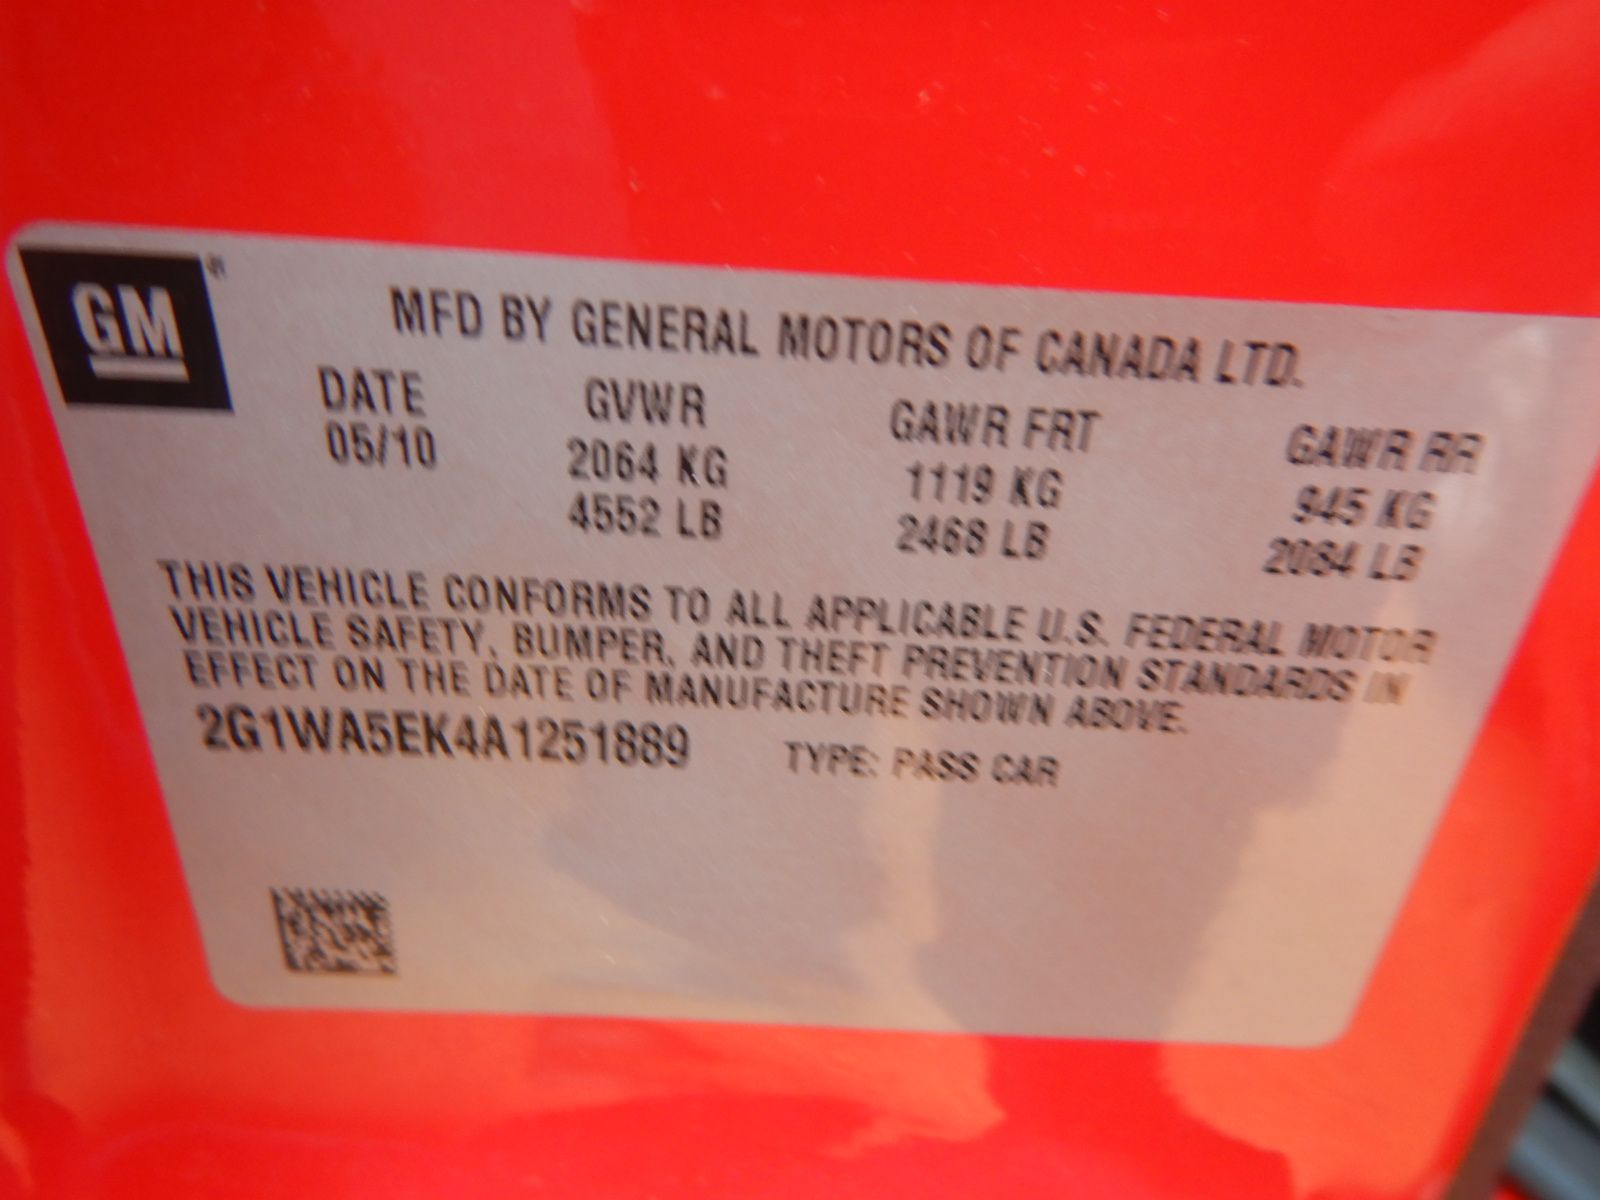 GM
MFD BY GENERAL MOTORS OF CANADA LTD.
DATE GVWR GAWR FRT GAWR RR
05/10 2064 KG 1119 KG 945 KG
4552 LB 2468 LB 2084 LB
THIS VEHICLE CONFORMS TO ALL APPLICABLE U.S. FEDERAL MOTOR
VEHICLE SAFETY, BUMPER, AND THEFT PREVENTION STANDARDS IN
EFFECT ON THE DATE OF MANUFACTURE SHOWN ABOVE.
2G1WA5EK4A1251889 TYPE: PASS CAR